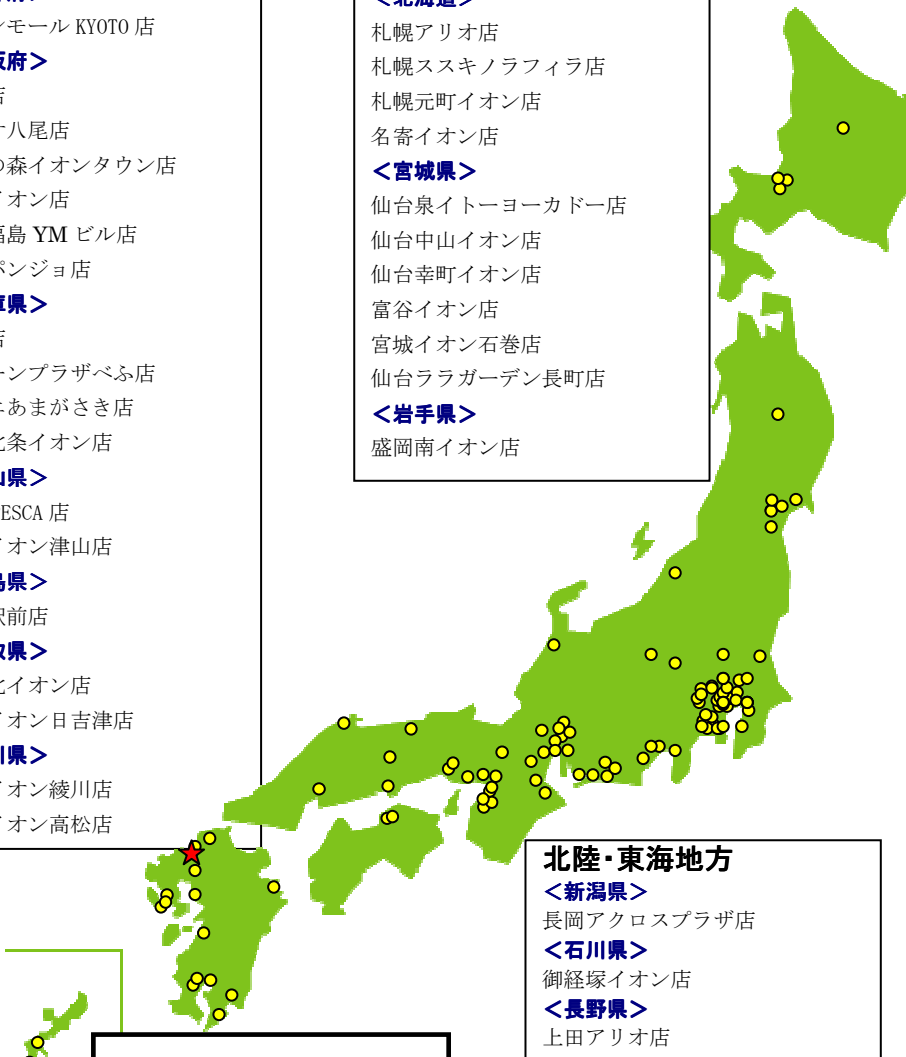 モール KYOTO 店
府＞
店
八尾店
の森イオンタウン店
オン店
島 YM ビル店
パンジョ店
県＞
店
ンプラザべふ店
あまがさき店
北条イオン店
山県＞
ESCA 店
オン津山店
島県＞
駅前店
県＞
北イオン店
オン日吉津店
川県＞
オン綾川店
オン高松店
＜北海道＞
札幌アリオ店
札幌ススキノラフィラ店
札幌元町イオン店
名寄イオン店
＜宮城県＞
仙台泉イトーヨーカドー店
仙台中山イオン店
仙台幸町イオン店
富谷イオン店
宮城イオン石巻店
仙台ララガーデン長町店
＜岩手県＞
盛岡南イオン店
北陸・東海地方
＜新潟県＞
長岡アクロスプラザ店
＜石川県＞
御経塚イオン店
＜長野県＞
上田アリオ店